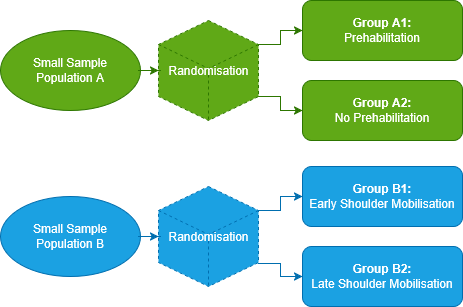 Small Sample
Population A
Randomisation
Group A1:
Prehabilitation
Group A2:
No Prehabilitation
Small Sample
Population B
Randomisation
Group B1:
Early Shoulder Mobilisation
Group B2:
Late Shoulder Mobilisation